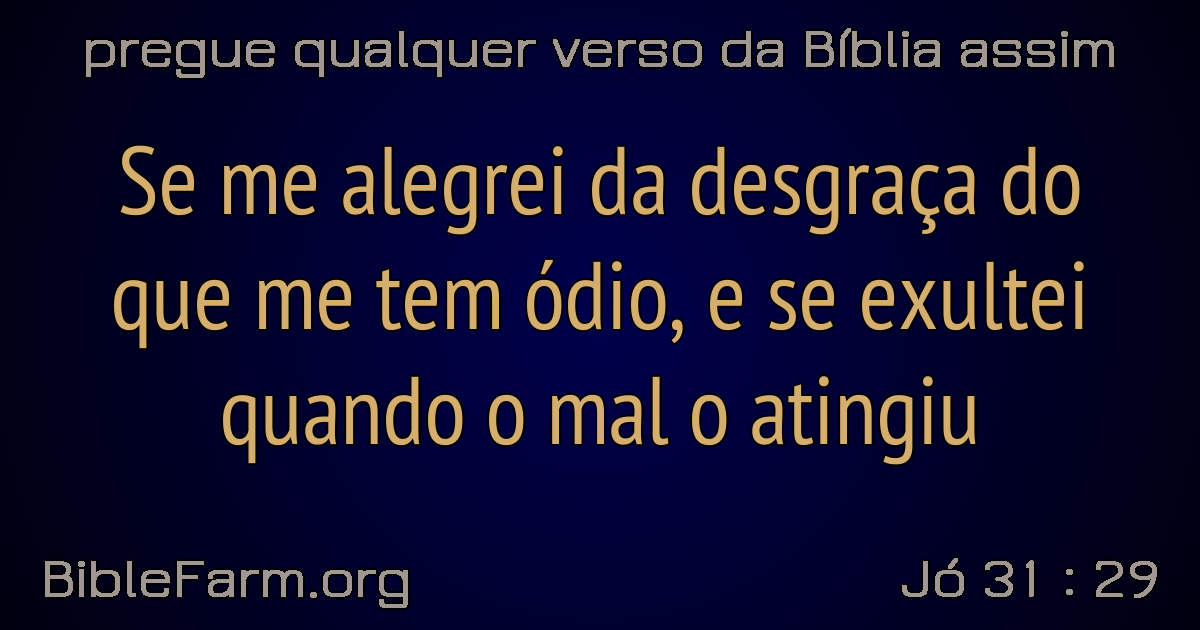 pregue qualquer verso da Bíblia assim
Se me alegrei da desgraça do
que me tem ódio, e se exultei
quando o mal o atingiu
BibleFarm.org
Jó 31 : 29